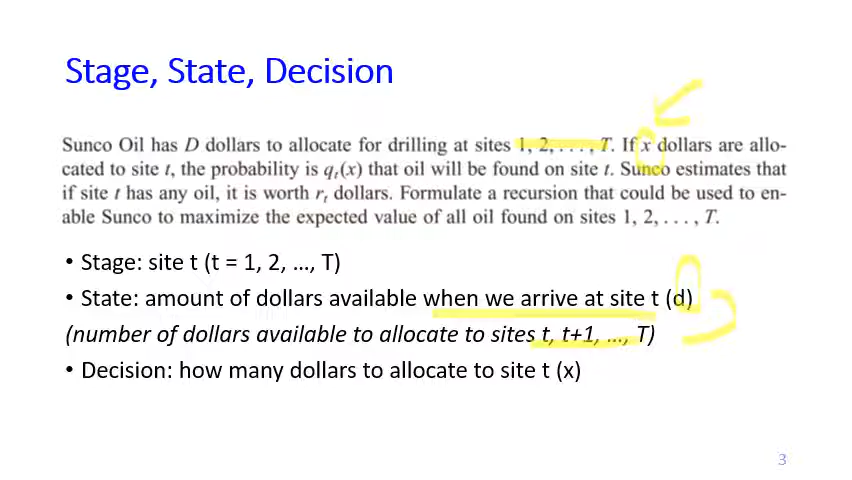 Stage, State, Decision
Sunco Oil has D dollars to allocate for drilling at sites 1, 2, . . . , T. If x dollars are allo-
cated to site t, the probability is qₜ(x) that oil will be found on site t. Sunco estimates that
if site t has any oil, it is worth rₜ dollars. Formulate a recursion that could be used to en-
able Sunco to maximize the expected value of all oil found on sites 1, 2, . . . , T.
• Stage: site t (t = 1, 2, …, T)
• State: amount of dollars available when we arrive at site t (d)
(number of dollars available to allocate to sites t, t+1, …, T)
• Decision: how many dollars to allocate to site t (x)
3